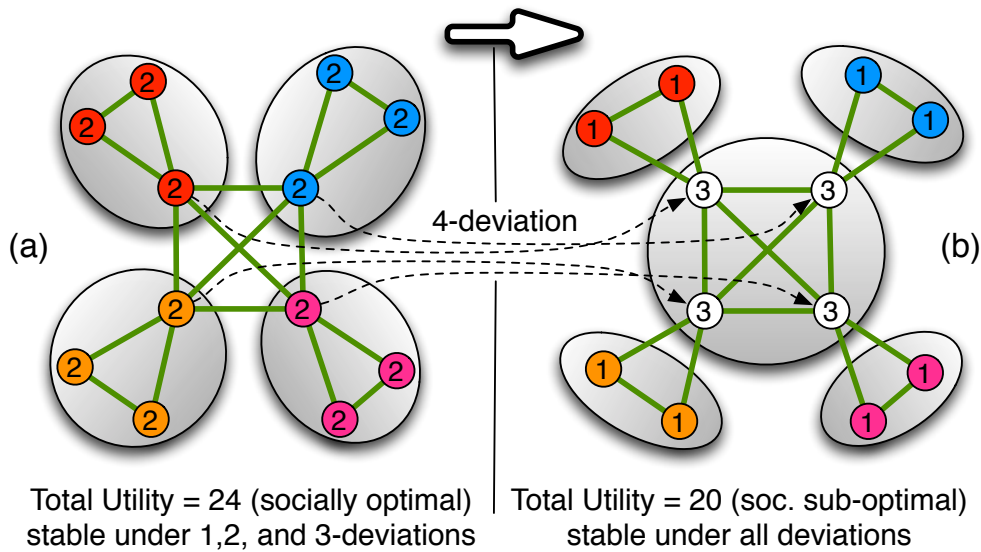 2 2
2 2
2 2
(a)
2 2
2 2
2 2
4-deviation
1 1
1 1
3 3
(b)
3 3
1 1
1 1
Total Utility = 24 (socially optimal)
stable under 1,2, and 3-deviations
Total Utility = 20 (soc. sub-optimal)
stable under all deviations